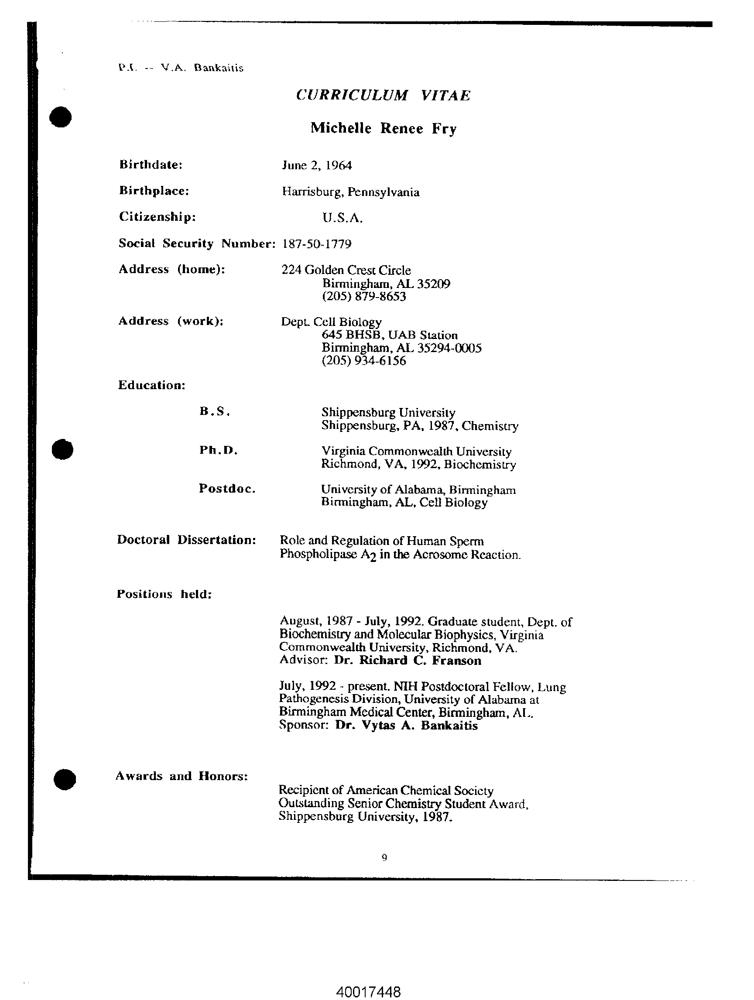 P.I. -- V.A. Bankaitis
CURRICULUM VITAE
Michelle Renee Fry
Birthdate: June 2, 1964
Birthplace: Harrisburg, Pennsylvania
Citizenship: U.S.A.
Social Security Number: 187-50-1779
Address (home): 224 Golden Crest Circle
Birmingham, AL 35209
(205) 879-8653
Address (work): Dept. Cell Biology
645 BHSB, UAB Station
Birmingham, AL 35294-0005
(205) 934-6156
Education:
B.S. Shippensburg University
Shippensburg, PA, 1987, Chemistry
Ph.D. Virginia Commonwealth University
Richmond, VA, 1992, Biochemistry
Postdoc. University of Alabama, Birmingham
Birmingham, AL, Cell Biology
Doctoral Dissertation: Role and Regulation of Human Sperm
Phospholipase A2 in the Acrosome Reaction.
Positions held:
August, 1987 - July, 1992. Graduate student, Dept. of
Biochemistry and Molecular Biophysics, Virginia
Commonwealth University, Richmond, VA.
Advisor: Dr. Richard C. Franson
July, 1992 - present. NIH Postdoctoral Fellow, Lung
Pathogenesis Division, University of Alabama at
Birmingham Medical Center, Birmingham, AL.
Sponsor: Dr. Vytas A. Bankaitis
Awards and Honors:
Recipient of American Chemical Society
Outstanding Senior Chemistry Student Award,
Shippensburg University, 1987.
9
40017448